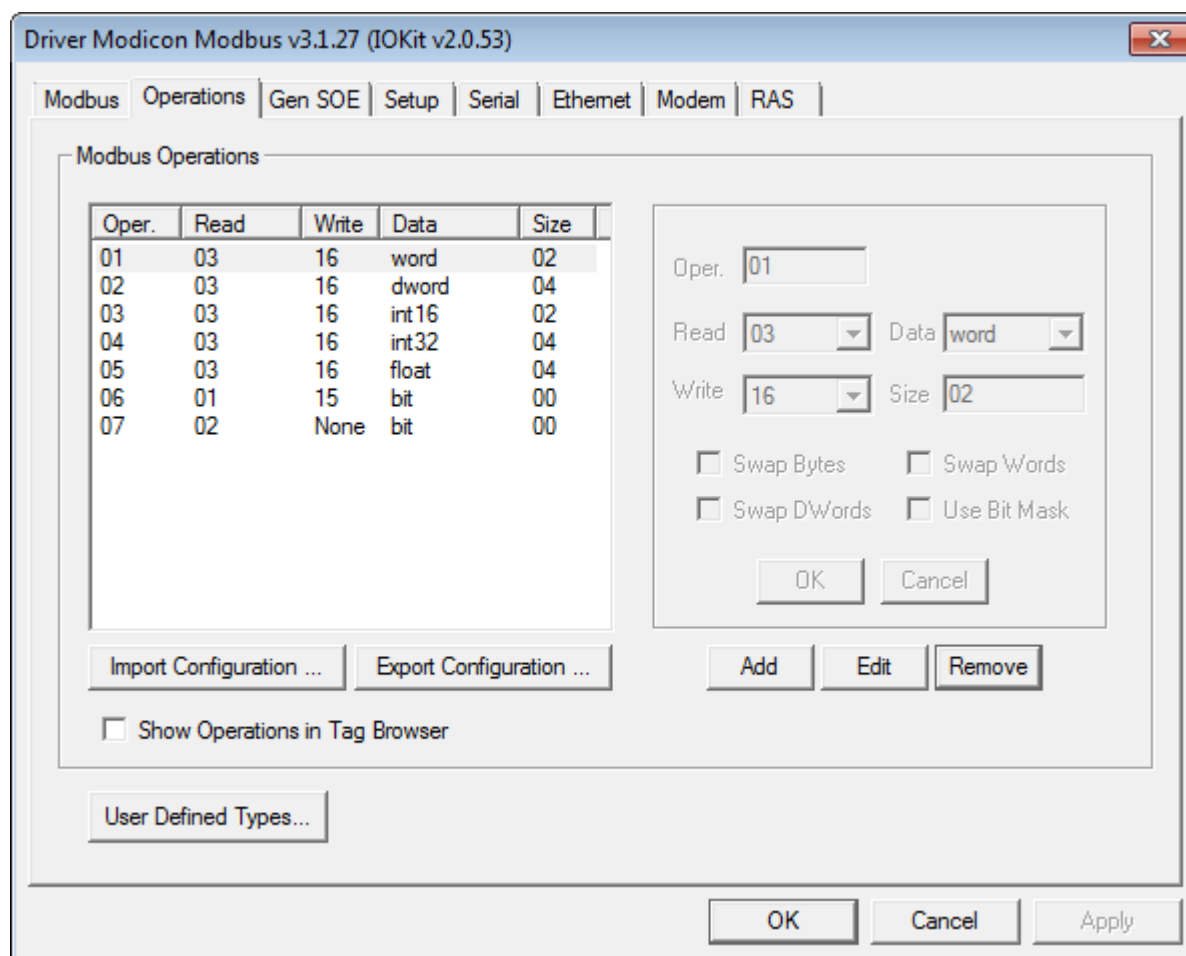 Driver Modicon Modbus v3.1.27 (IOKit v2.0.53)
Modbus Operations Gen SOE Setup Serial Ethernet Modem RAS
Modbus Operations
Oper. Read Write Data Size
01 03 16 word 02
02 03 16 dword 04
03 03 16 int16 02
04 03 16 int32 04
05 03 16 float 04
06 01 15 bit 00
07 02 None bit 00
Oper. 01
Read 03 Data word
Write 16 Size 02
Swap Bytes Swap Words
Swap DWords Use Bit Mask
OK Cancel
Import Configuration ... Export Configuration ... Add Edit Remove
Show Operations in Tag Browser
User Defined Types...
OK Cancel Apply